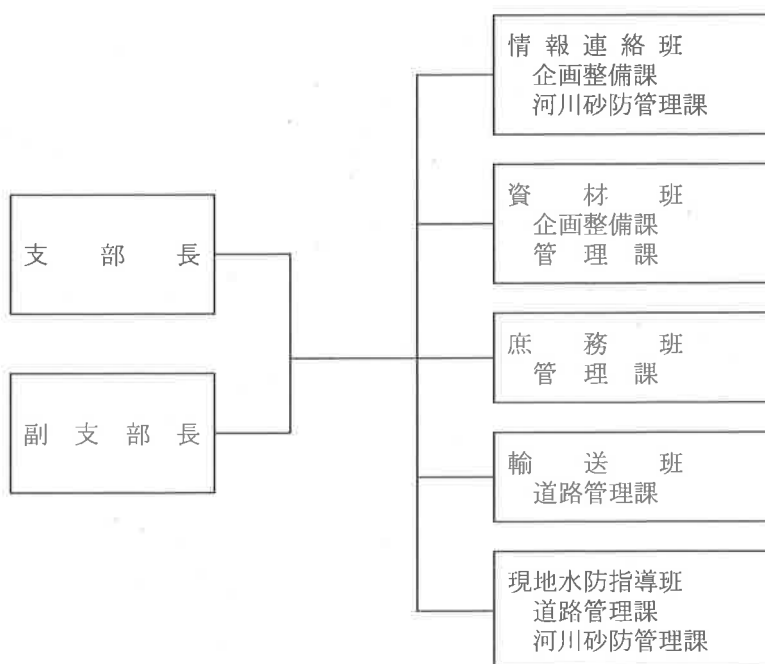 支部長
副支部長
情報連絡班
企画整備課
河川砂防管理課
資材班
企画整備課
管理課
庶務班
管理課
輸送班
道路管理課
現地水防指導班
道路管理課
河川砂防管理課